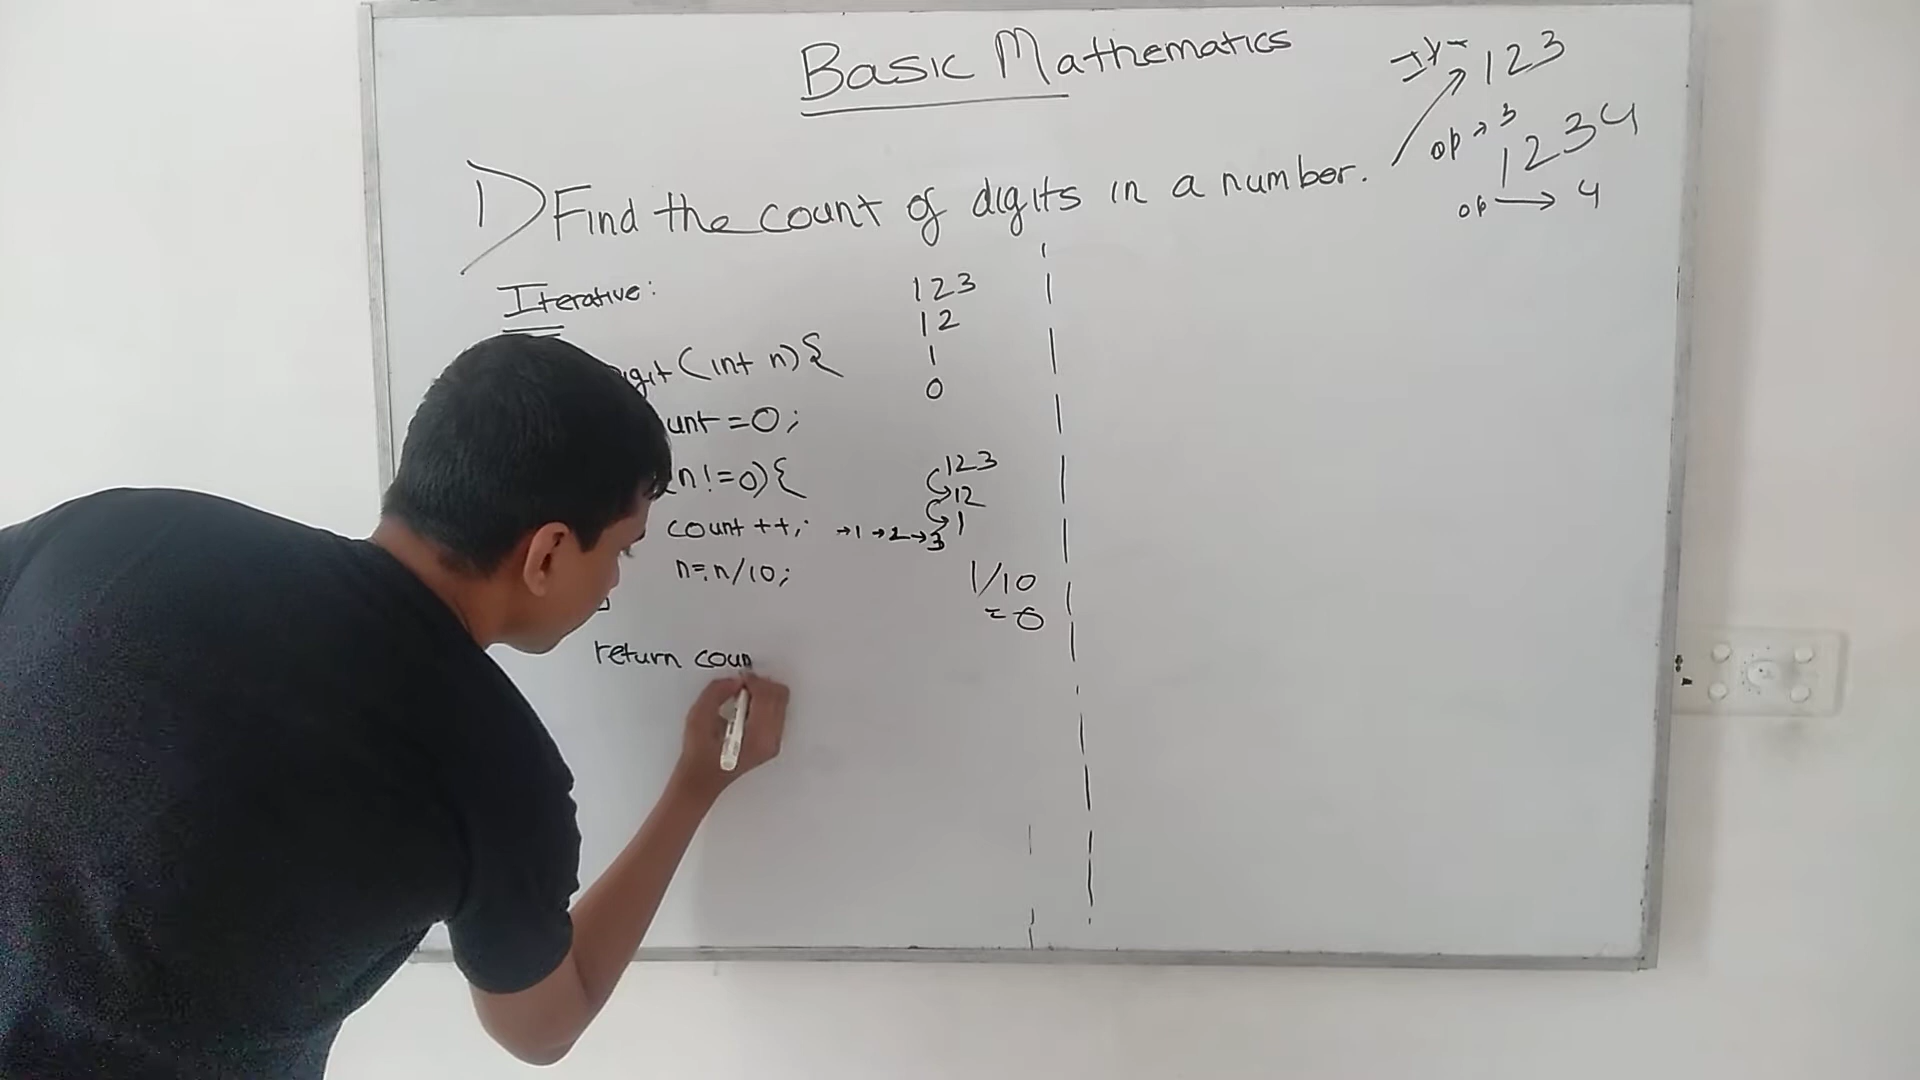 Basic Mathematics
123
op → 3
1234
op → 4
1) Find the count of digits in a number.
Iterative:
git (int n) {
unt = 0;
n != 0) {
count ++;
→ 1 → 2 → 3
n = n/10;
return coun
123
12
1
0
123
12
1
1/10
= 0